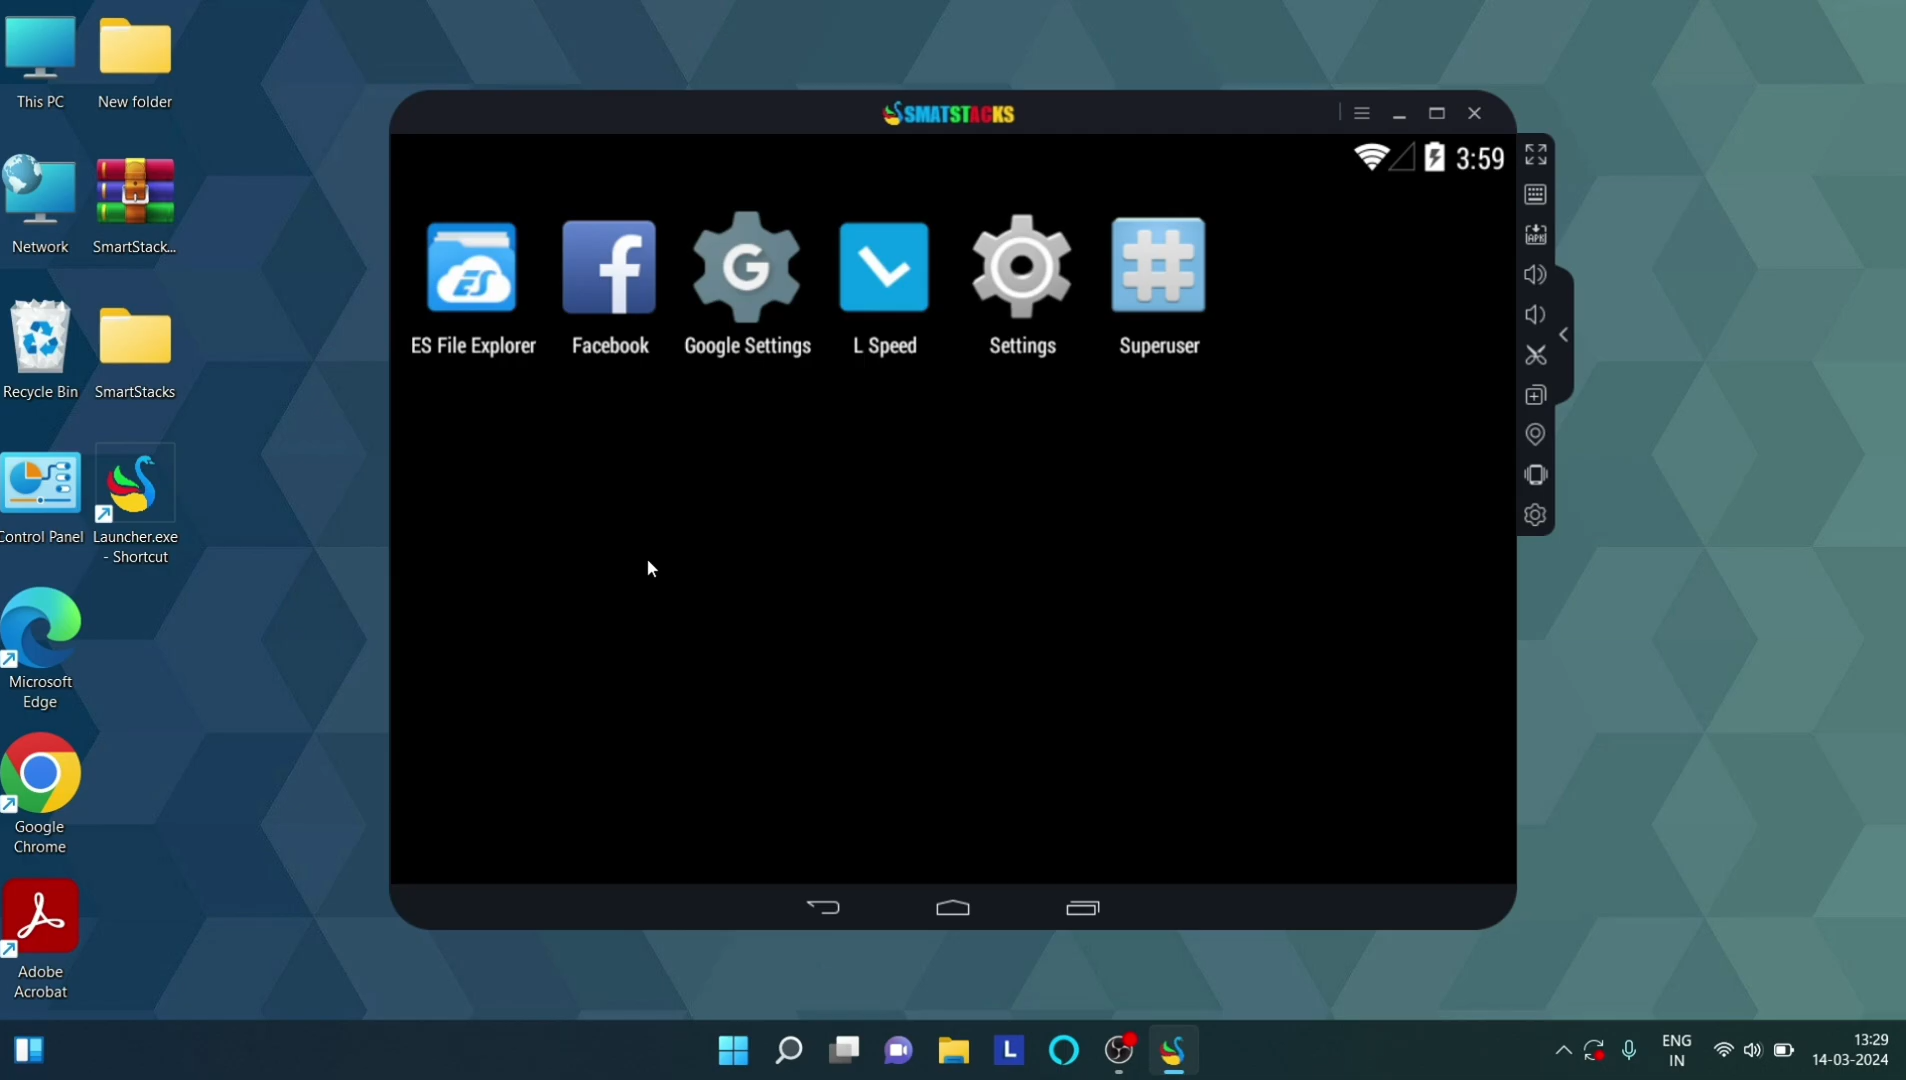 This PC
New folder
Network
SmartStack...
Recycle Bin
SmartStacks
Control Panel
Launcher.exe
- Shortcut
Microsoft
Edge
Google
Chrome
Adobe
Acrobat
SMATSTACKS
3:59
ES
f
G
ES File Explorer
Facebook
Google Settings
L Speed
Settings
Superuser
APK
L
ENG
IN
13:29
14-03-2024